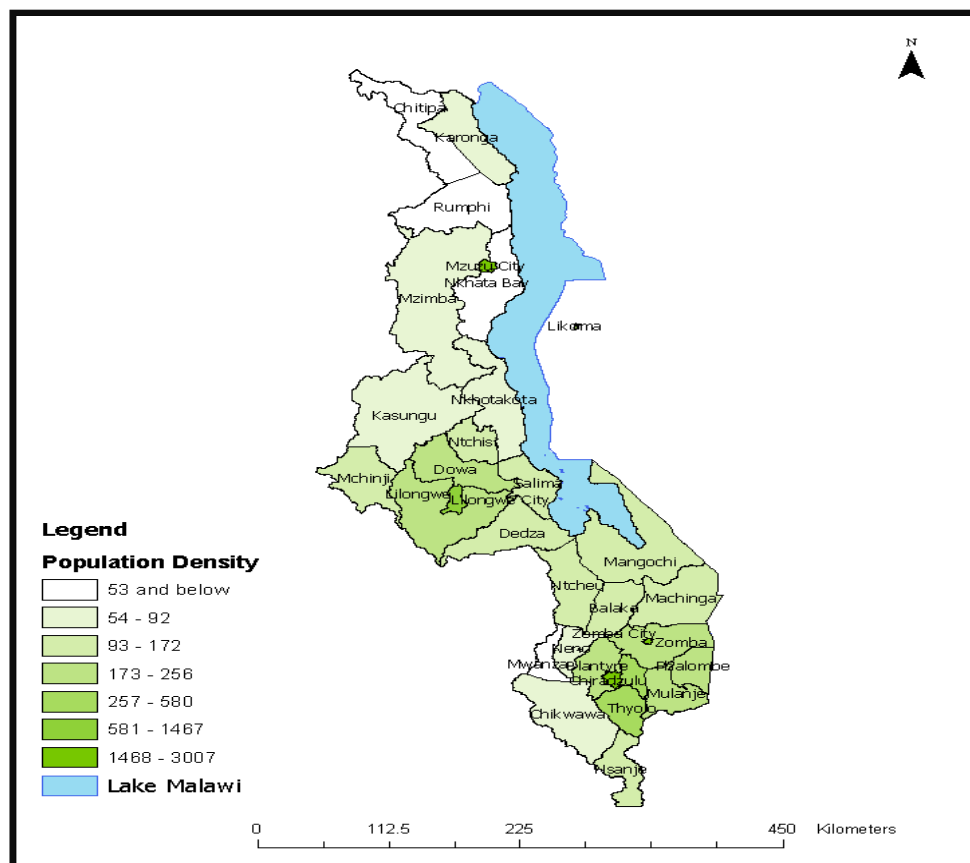 N
Chitipa
Karonga
Rumphi
Mzuzu City
Nkhata Bay
Mzimba
Likoma
Nkhotakota
Kasungu
Ntchisi
Dowa
Mchinji
Salima
Lilongwe
Lilongwe City
Dedza
Mangochi
Ntcheu
Machinga
Balaka
Zomba City
Zomba
Neno
Mwanza
Blantyre
Phalombe
Chiradzulu
Mulanje
Thyolo
Chikwawa
Nsanje
Legend
Population Density
53 and below
54 - 92
93 - 172
173 - 256
257 - 580
581 - 1467
1468 - 3007
Lake Malawi
0 112.5 225 450 Kilometers